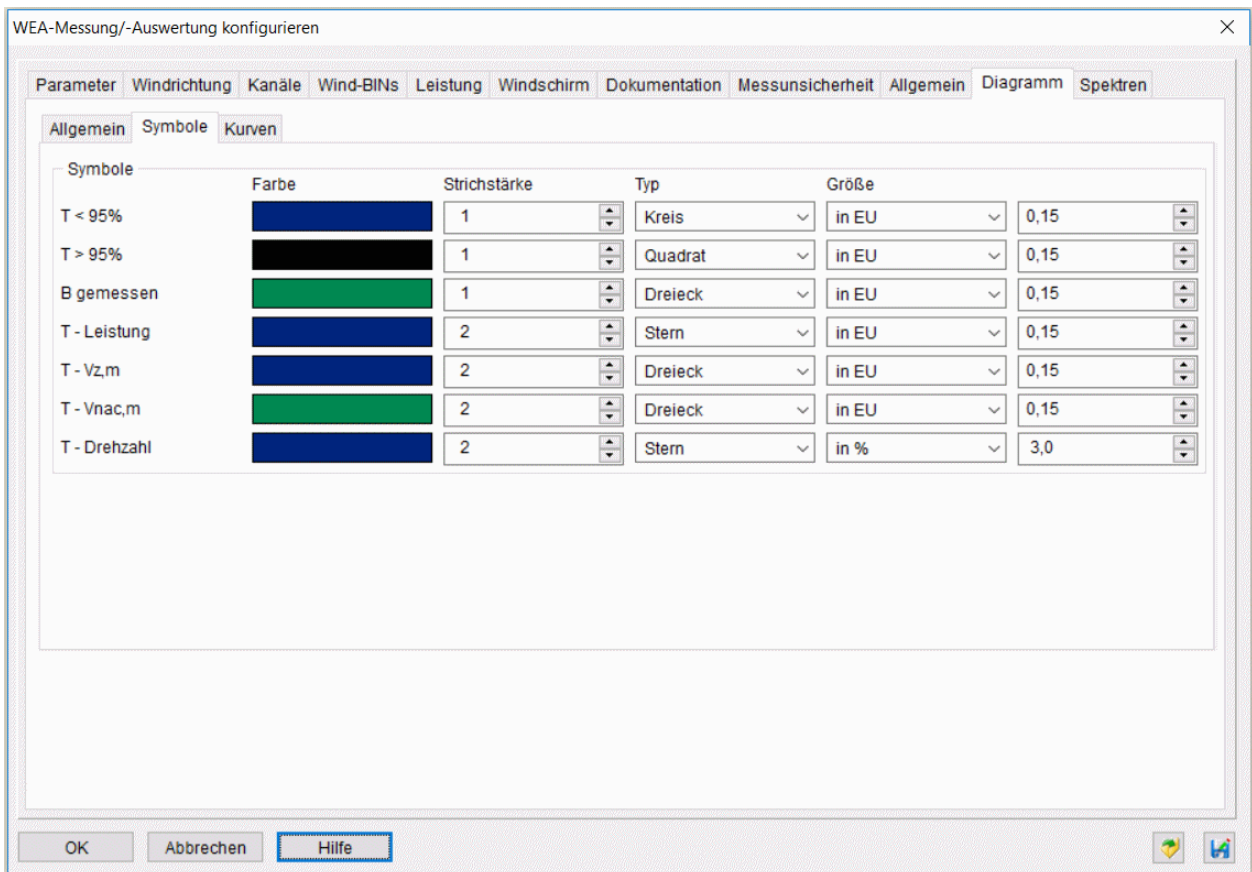 WEA-Messung/-Auswertung konfigurieren
Parameter Windrichtung Kanäle Wind-BINs Leistung Windschirm Dokumentation Messunsicherheit Allgemein Diagramm Spektren
Allgemein Symbole Kurven
Symbole
Farbe Strichstärke Typ Größe
T < 95% 1 Kreis in EU 0,15
T > 95% 1 Quadrat in EU 0,15
B gemessen 1 Dreieck in EU 0,15
T - Leistung 2 Stern in EU 0,15
T - Vz,m 2 Dreieck in EU 0,15
T - Vnac,m 2 Dreieck in EU 0,15
T - Drehzahl 2 Stern in % 3,0
OK Abbrechen Hilfe